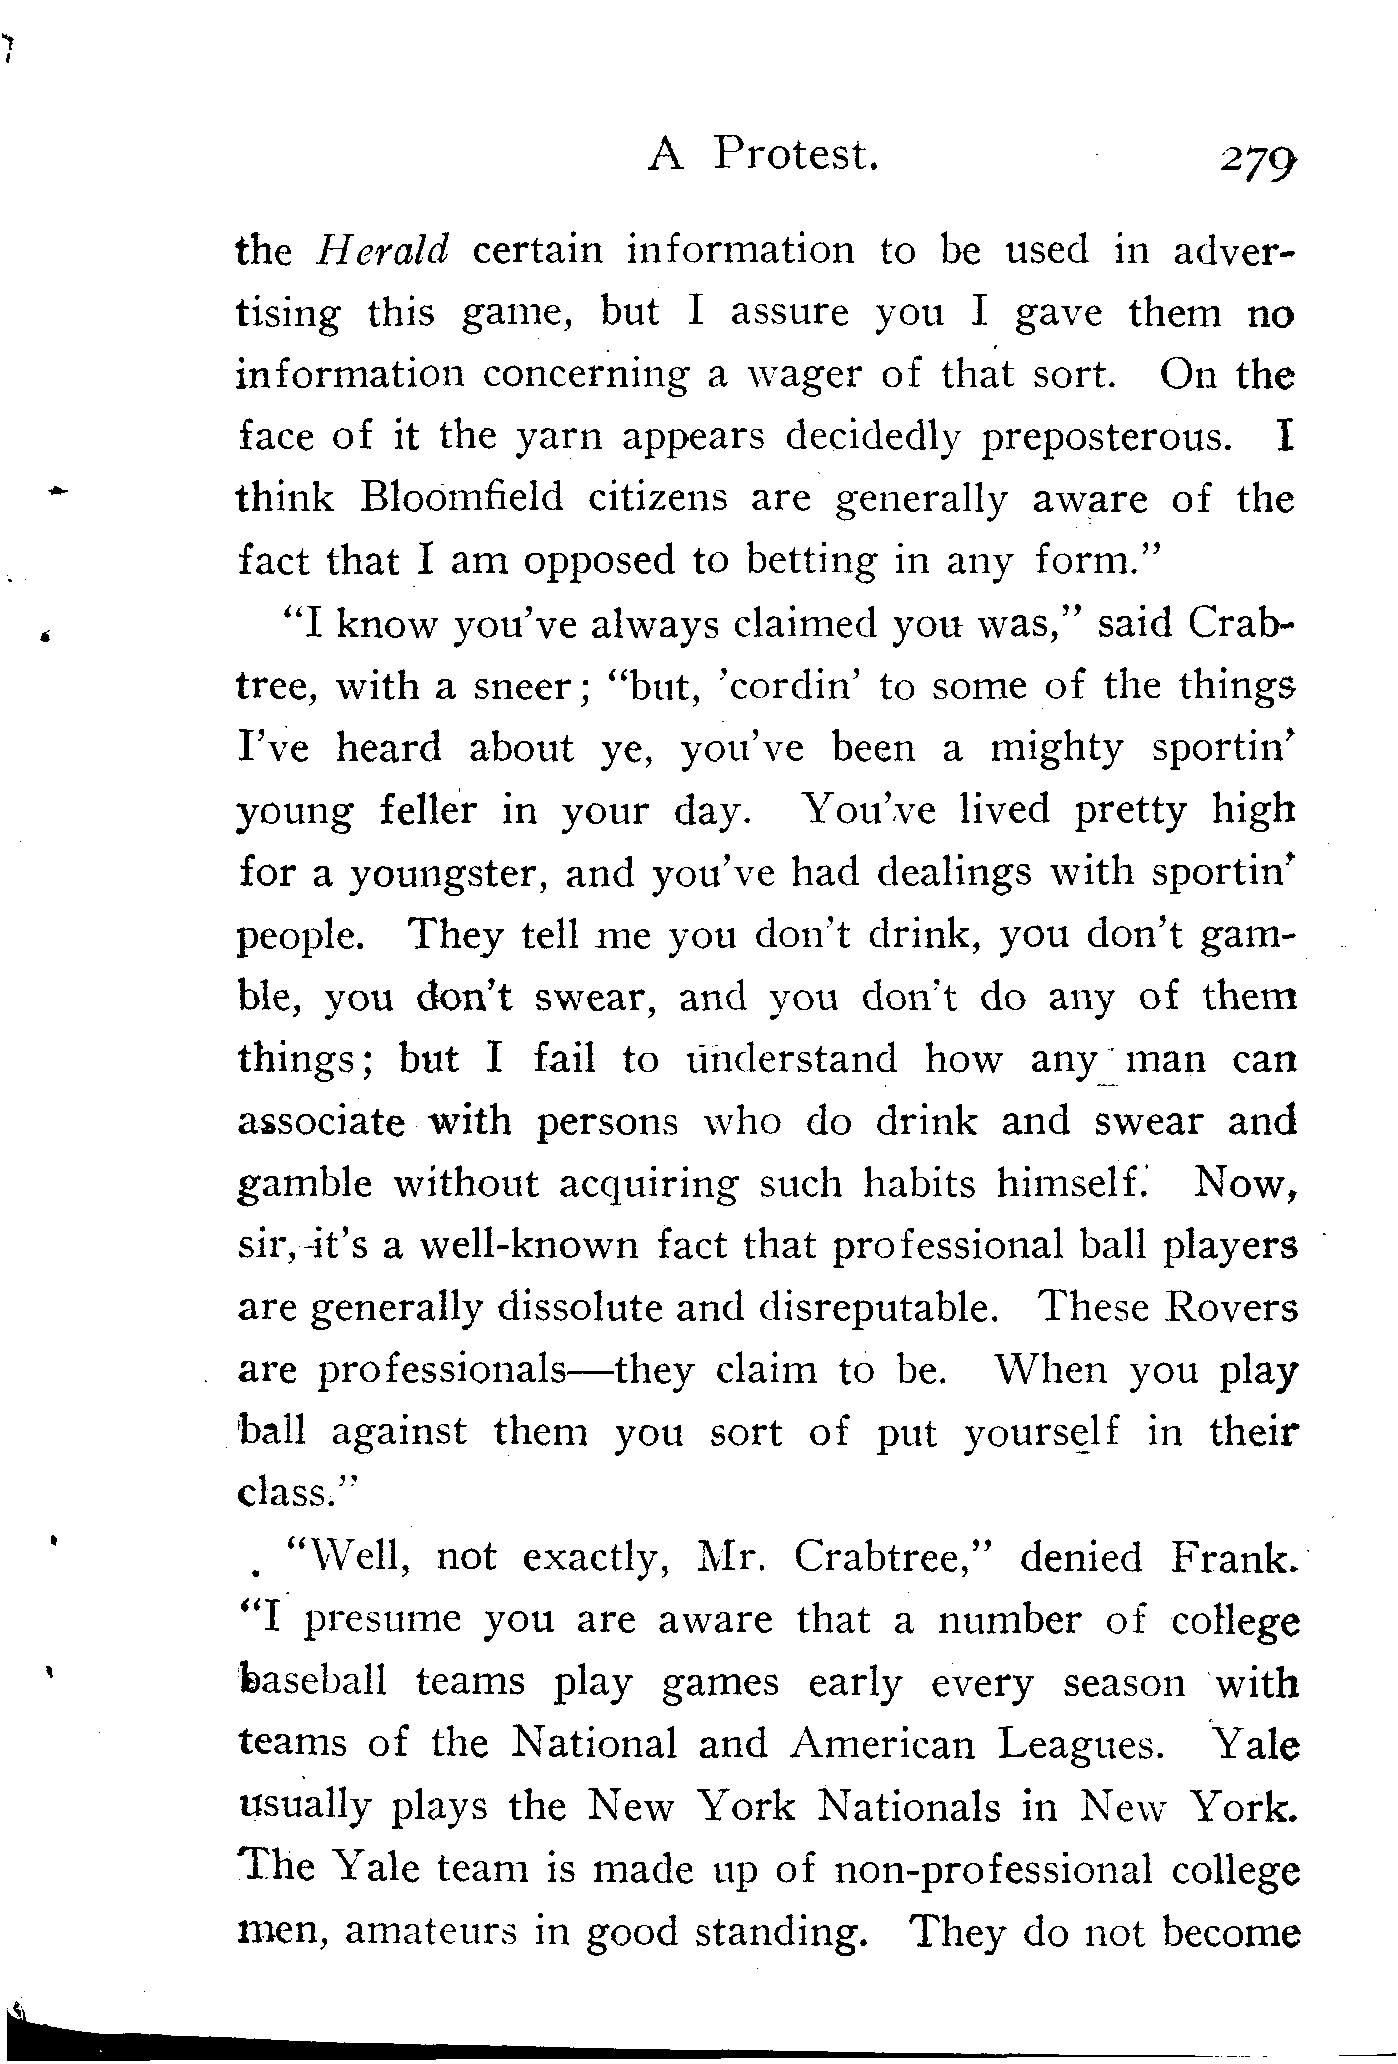 A Protest. 279
the Herald certain information to be used in adver-
tising this game, but I assure you I gave them no
information concerning a wager of that sort. On the
face of it the yarn appears decidedly preposterous. I
think Bloomfield citizens are generally aware of the
fact that I am opposed to betting in any form."
"I know you've always claimed you was," said Crab-
tree, with a sneer; "but, 'cordin' to some of the things
I've heard about ye, you've been a mighty sportin'
young feller in your day. You've lived pretty high
for a youngster, and you've had dealings with sportin'
people. They tell me you don't drink, you don't gam-
ble, you don't swear, and you don't do any of them
things; but I fail to understand how any man can
associate with persons who do drink and swear and
gamble without acquiring such habits himself. Now,
sir, it's a well-known fact that professional ball players
are generally dissolute and disreputable. These Rovers
are professionals—they claim to be. When you play
ball against them you sort of put yourself in their
class."
"Well, not exactly, Mr. Crabtree," denied Frank.
"I presume you are aware that a number of college
baseball teams play games early every season with
teams of the National and American Leagues. Yale
usually plays the New York Nationals in New York.
The Yale team is made up of non-professional college
men, amateurs in good standing. They do not become